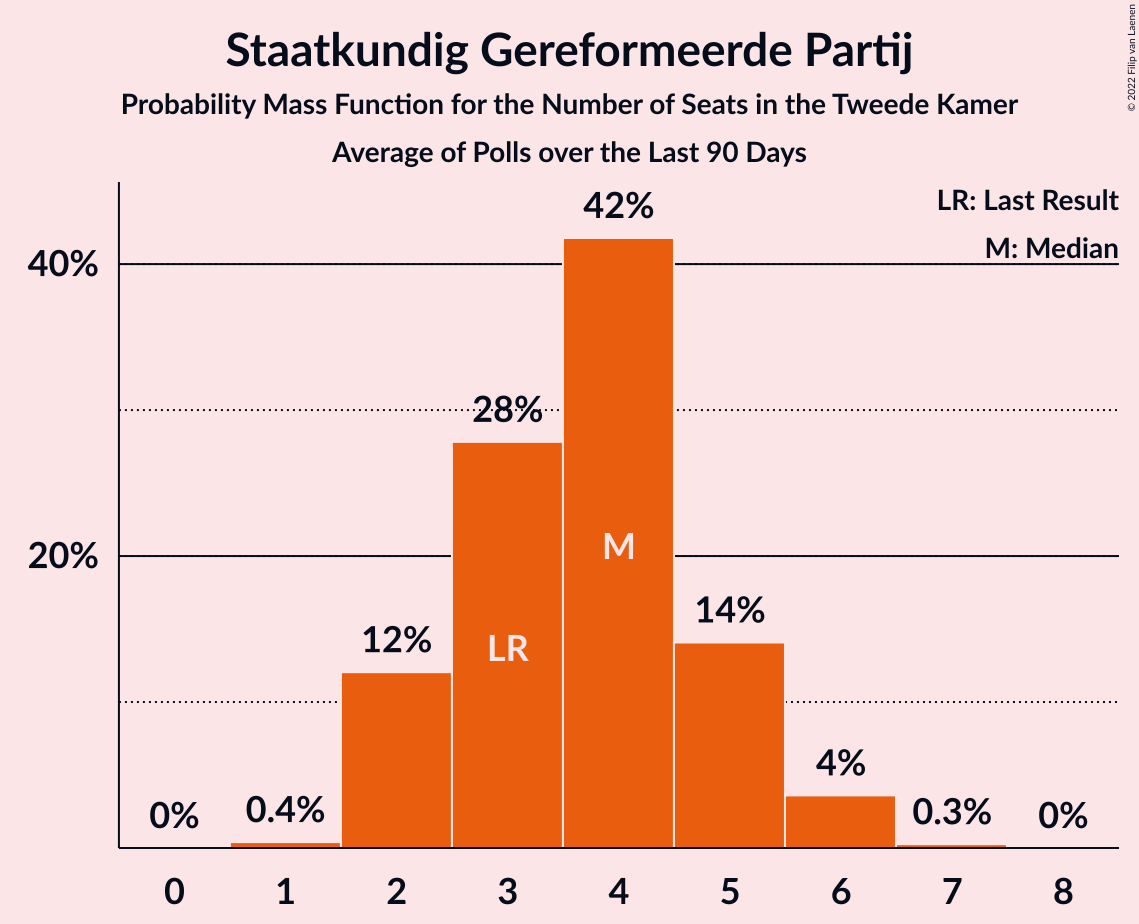 Staatkundig Gereformeerde Partij
Probability Mass Function for the Number of Seats in the Tweede Kamer
Average of Polls over the Last 90 Days
© 2022 Filip van Laenen
LR: Last Result
M: Median
42%
40%
28%
M
20%
14%
12%
LR
4%
0% 0.4% 0.3% 0%
0 1 2 3 4 5 6 7 8